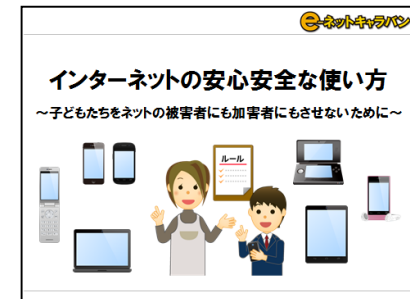 e-ネットキャラバン
インターネットの安心安全な使い方
～子どもたちをネットの被害者にも加害者にもさせないために～
ルール